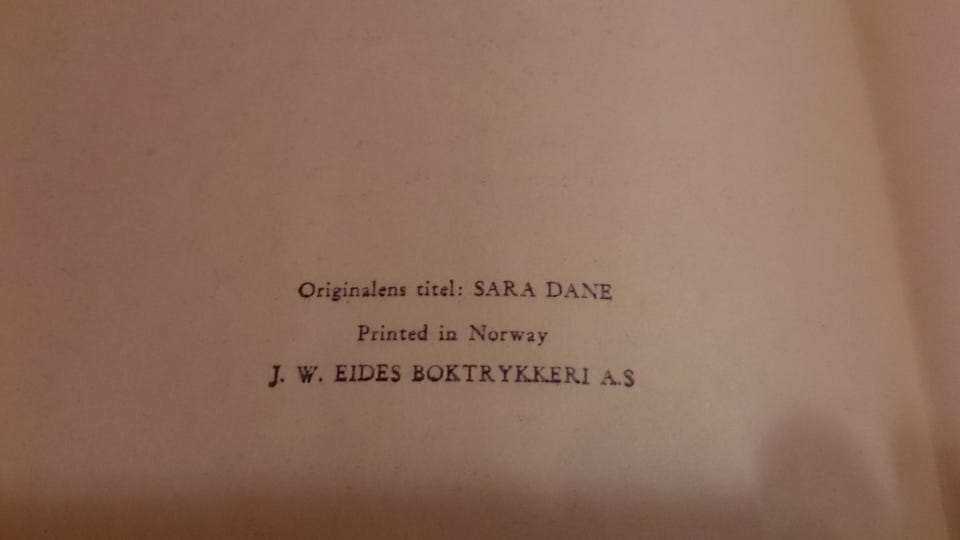 Originalens titel: SARA DANE
Printed in Norway
J. W. EIDES BOKTRYKKERI A.S